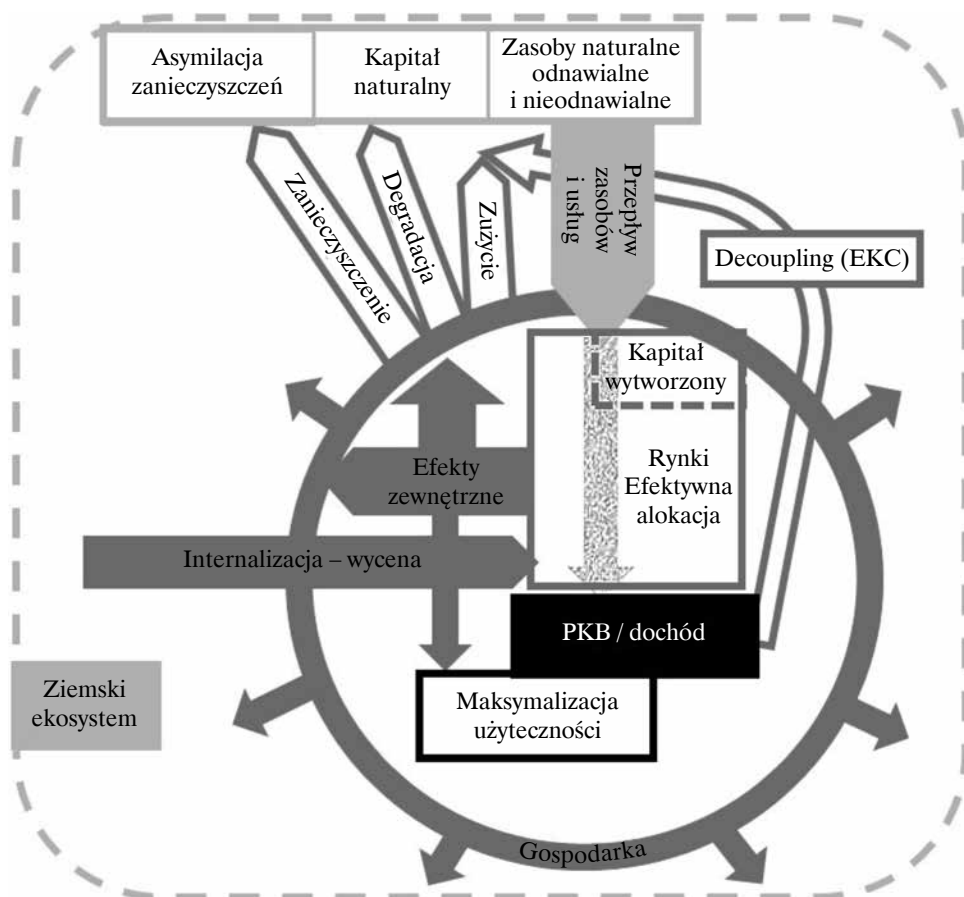 Asymilacja
zanieczyszczeń
Kapitał
naturalny
Zasoby naturalne
odnawialne
i nieodnawialne
Zanieczyszczenie
Degradacja
Zużycie
Przepływ
zasobów
i usług
Decoupling (EKC)
Kapitał
wytworzony
Efekty
zewnętrzne
Rynki
Efektywna
alokacja
Internalizacja – wycena
PKB / dochód
Ziemski
ekosystem
Maksymalizacja
użyteczności
Gospodarka